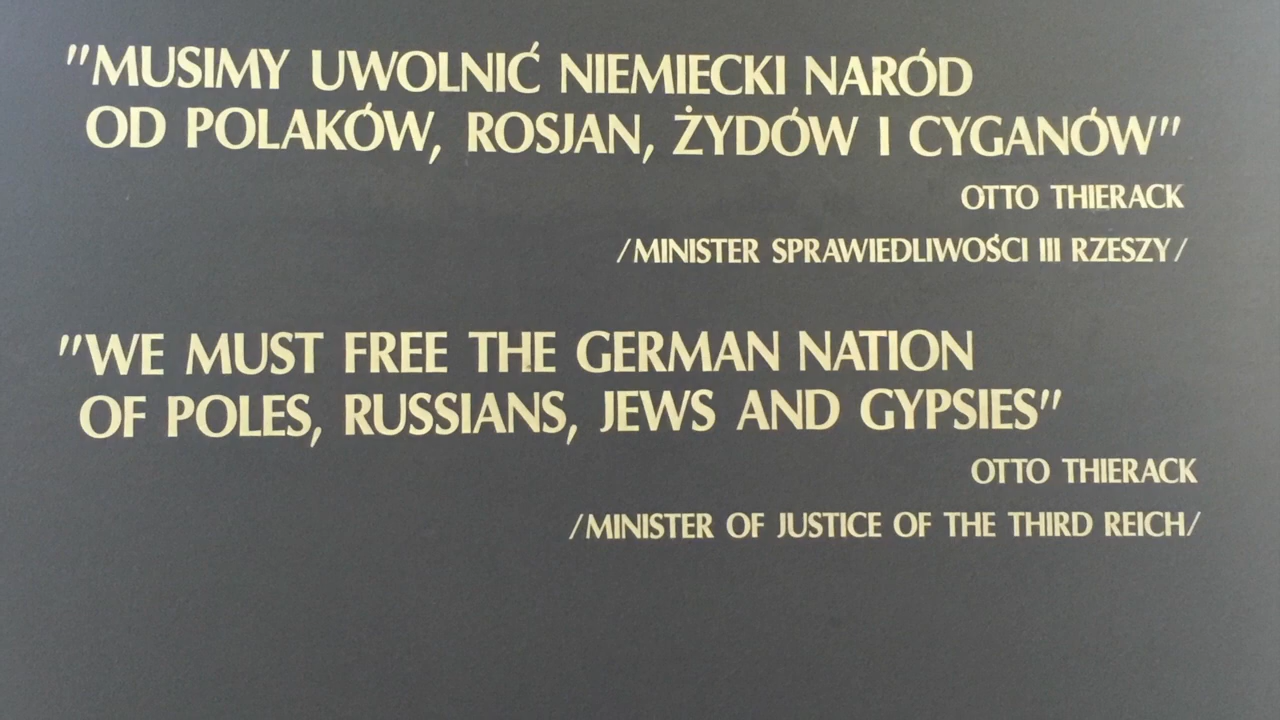 "MUSIMY UWOLNIĆ NIEMIECKI NARÓD
OD POLAKÓW, ROSJAN, ŻYDÓW I CYGANÓW"
OTTO THIERACK
/MINISTER SPRAWIEDLIWOŚCI III RZESZY/
"WE MUST FREE THE GERMAN NATION
OF POLES, RUSSIANS, JEWS AND GYPSIES"
OTTO THIERACK
/MINISTER OF JUSTICE OF THE THIRD REICH/